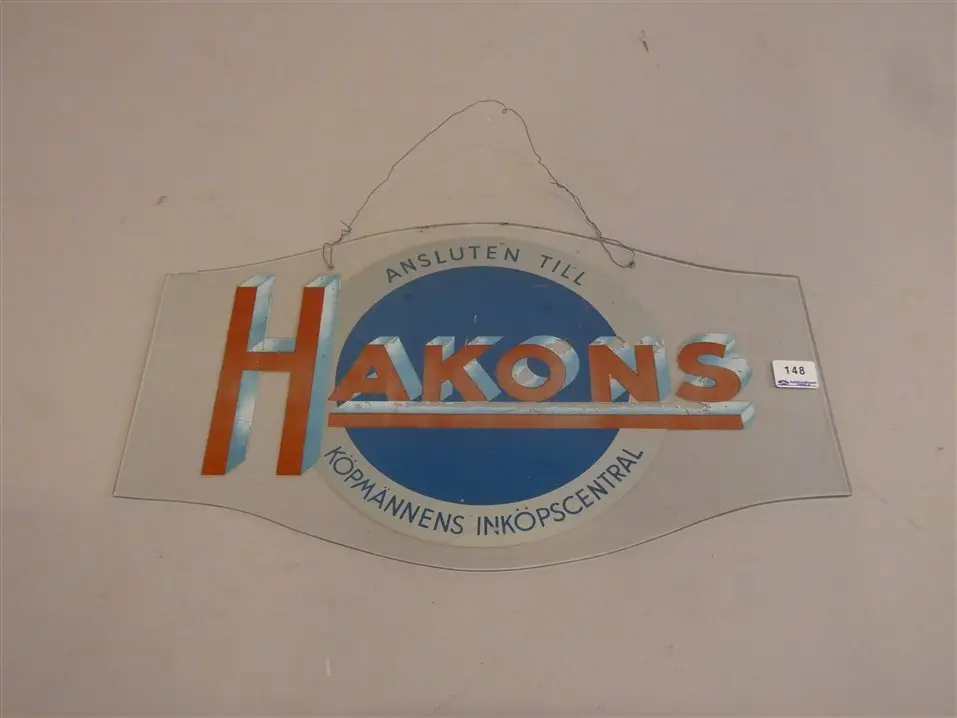 ANSLUTEN TILL
HAKONS
KÖPMÄNNENS INKÖPSCENTRAL
148